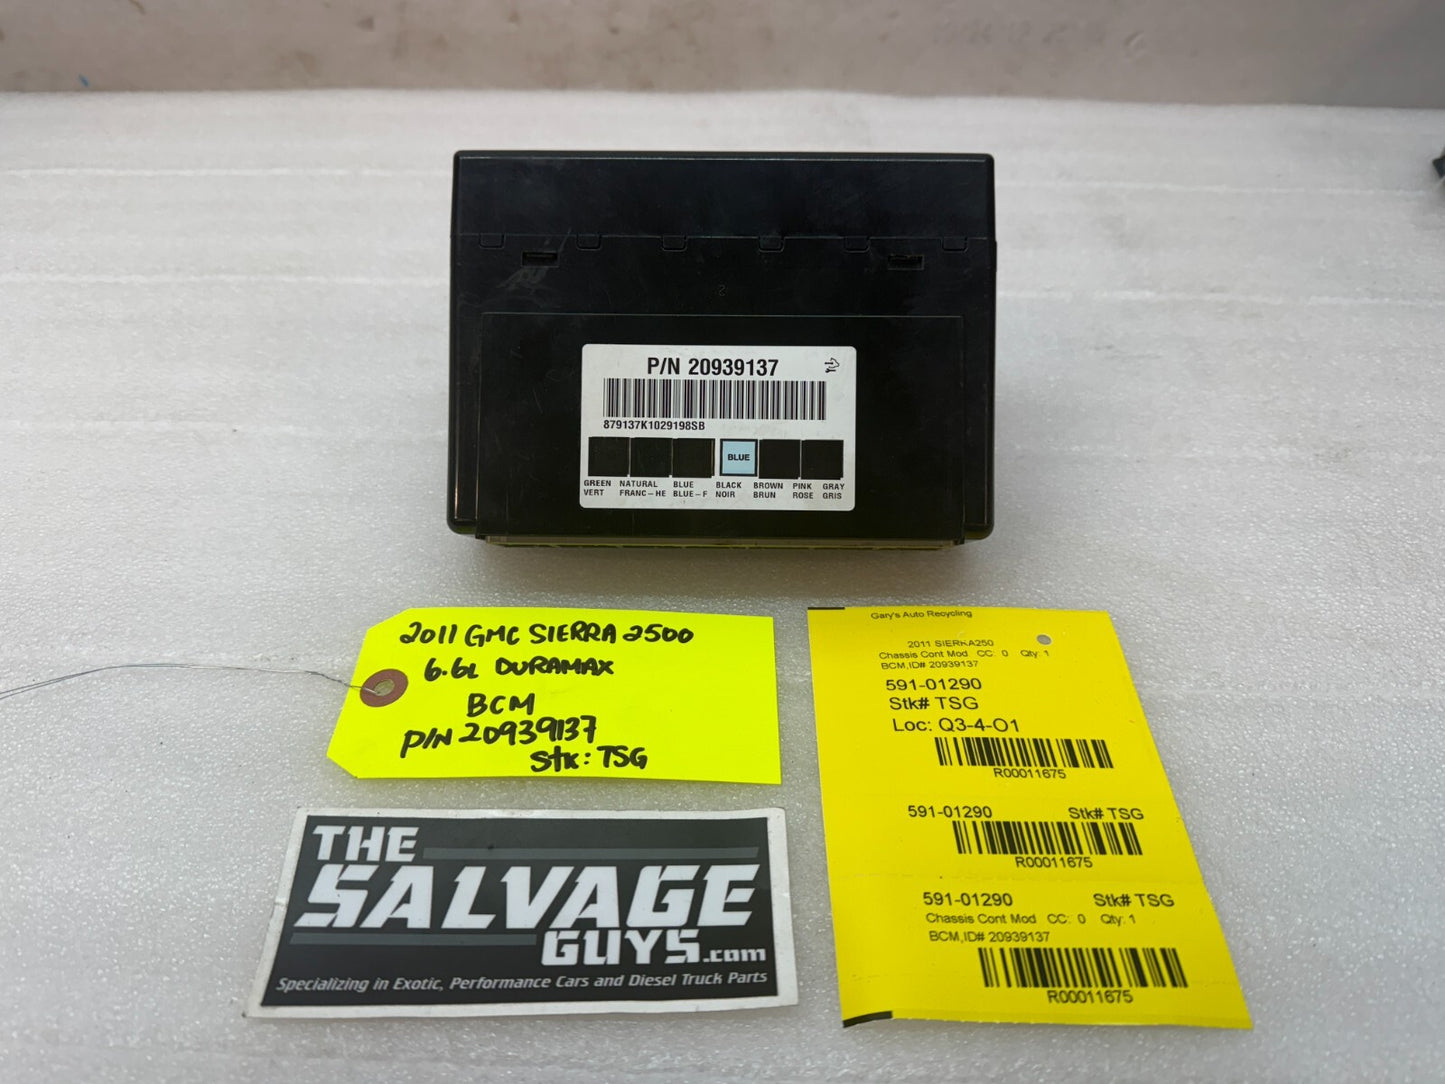 P/N 20939137
879137K1029198SB
BLUE
GREEN NATURAL BLUE BLACK BROWN PINK GRAY
VERT FRANC-HE BLUE-F NOIR BRUN ROSE GRIS
2011 GMC SIERRA 2500
6.6L DURAMAX
BCM
P/N 20939137
Stk: TSG
THE
SALVAGE
GUYS.com
Specializing in Exotic, Performance Cars and Diesel Truck Parts
Gary's Auto Recycling
2011 SIERRA250
Chassis Cont Mod CC: 0 Qty: 1
BCM,ID# 20939137
591-01290
Stk# TSG
Loc: Q3-4-O1
R00011675
591-01290 Stk# TSG
R00011675
591-01290 Stk# TSG
Chassis Cont Mod CC: 0 Qty: 1
BCM,ID# 20939137
R00011675